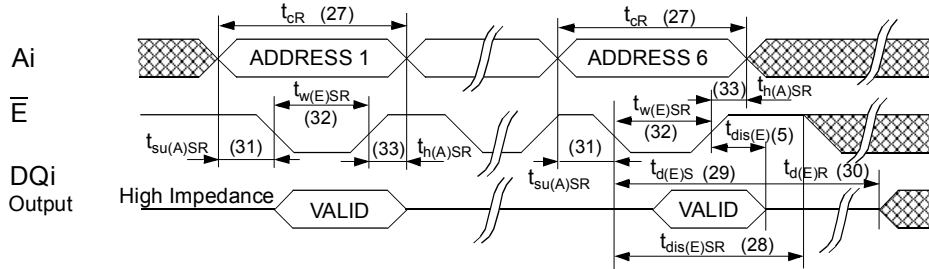 t_cR (27) t_cR (27)
Ai ADDRESS 1 ADDRESS 6
t_w(E)SR (33) t_h(A)SR
E̅ (32) t_w(E)SR
t_su(A)SR (31) (33) t_h(A)SR (31) (32) t_dis(E) (5)
DQi t_su(A)SR t_d(E)S (29) t_d(E)R (30)
Output High Impedance VALID VALID
t_dis(E)SR (28)